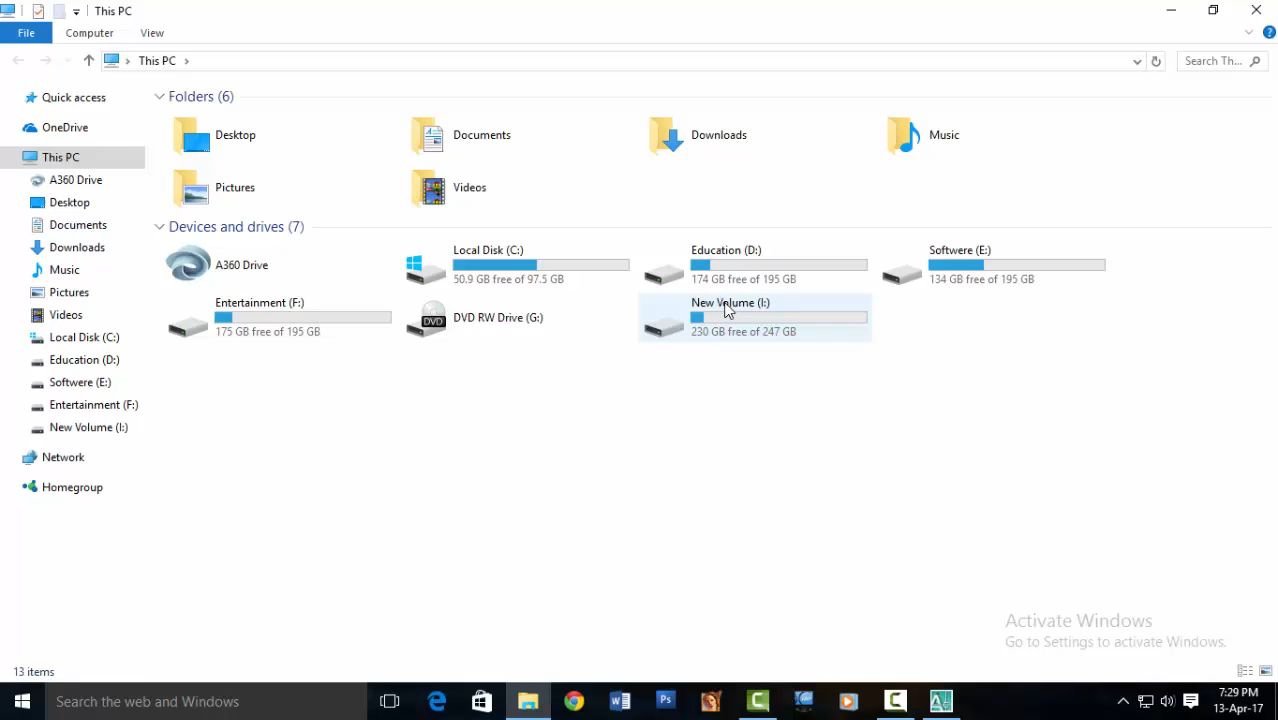 This PC
File Computer View
This PC
Search Th...
Quick access
OneDrive
This PC
A360 Drive
Desktop
Documents
Downloads
Music
Pictures
Videos
Local Disk (C:)
Education (D:)
Softwere (E:)
Entertainment (F:)
New Volume (I:)
Network
Homegroup
Folders (6)
Desktop
Documents
Downloads
Music
Pictures
Videos
Devices and drives (7)
A360 Drive
Local Disk (C:)
50.9 GB free of 97.5 GB
Education (D:)
174 GB free of 195 GB
Softwere (E:)
134 GB free of 195 GB
Entertainment (F:)
175 GB free of 195 GB
DVD
DVD RW Drive (G:)
New Volume (I:)
230 GB free of 247 GB
Activate Windows
Go to Settings to activate Windows.
13 items
Search the web and Windows
Ps
7:29 PM
13-Apr-17